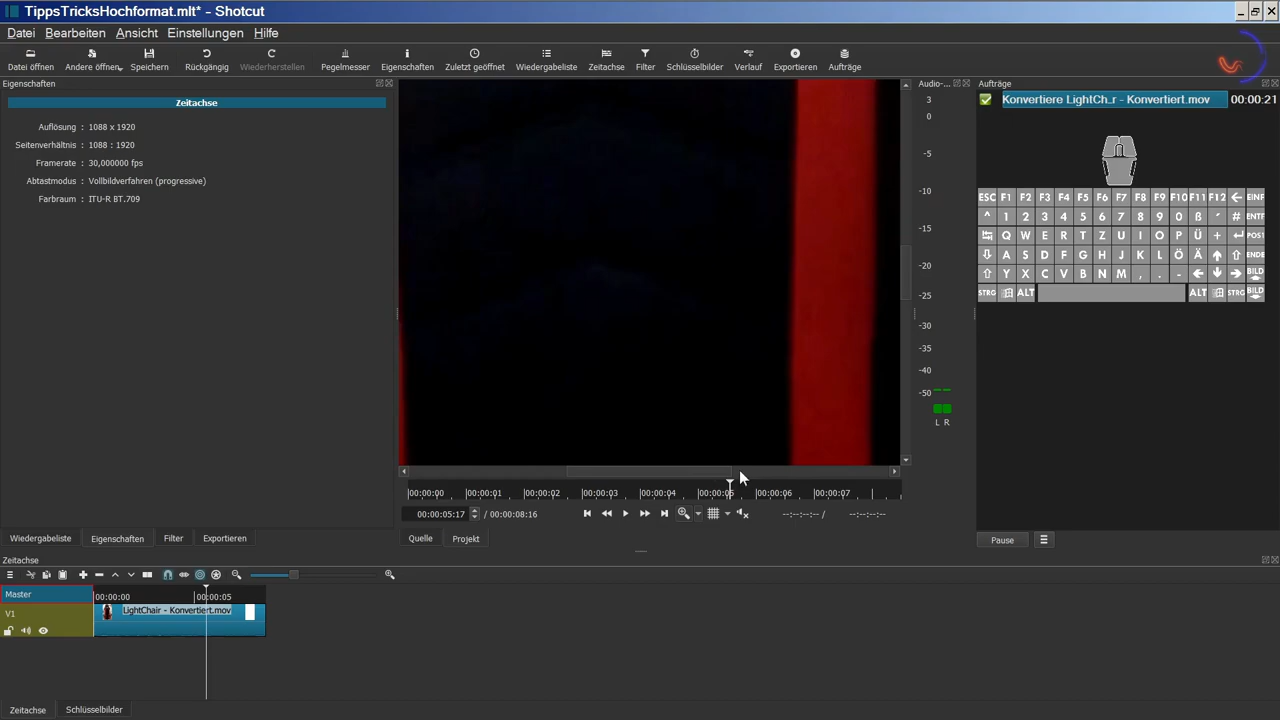 TippsTricksHochformat.mlt* - Shotcut
Datei Bearbeiten Ansicht Einstellungen Hilfe
Datei öffnen Andere öffnen Speichern Rückgängig Wiederherstellen Pegelmesser Eigenschaften Zuletzt geöffnet Wiedergabeliste Zeitachse Filter Schlüsselbilder Verlauf Exportieren Aufträge
Eigenschaften
Zeitachse
Auflösung : 1088 x 1920
Seitenverhältnis : 1088 : 1920
Framerate : 30,000000 fps
Abtastmodus : Vollbildverfahren (progressive)
Farbraum : ITU-R BT.709
Wiedergabeliste Eigenschaften Filter Exportieren
00:00:00 00:00:01 00:00:02 00:00:03 00:00:04 00:00:05 00:00:06 00:00:07
00:00:05:17 / 00:00:08:16
--:--:--:-- / --:--:--:--
Quelle Projekt
Audio-...
3
0
-5
-10
-15
-20
-25
-30
-35
-40
-50
L R
Aufträge
Konvertiere LightCh_r - Konvertiert.mov 00:00:21
ESC F1 F2 F3 F4 F5 F6 F7 F8 F9 F10 F11 F12 EINF
^ 1 2 3 4 5 6 7 8 9 0 ß ´ # ENTF
Q W E R T Z U I O P Ü + POS1
A S D F G H J K L Ö Ä ENDE
Y X C V B N M , . - BILD
STRG ALT ALT STRG BILD
Pause
Zeitachse
Master
00:00:00 00:00:05
V1
LightChair - Konvertiert.mov
Zeitachse Schlüsselbilder